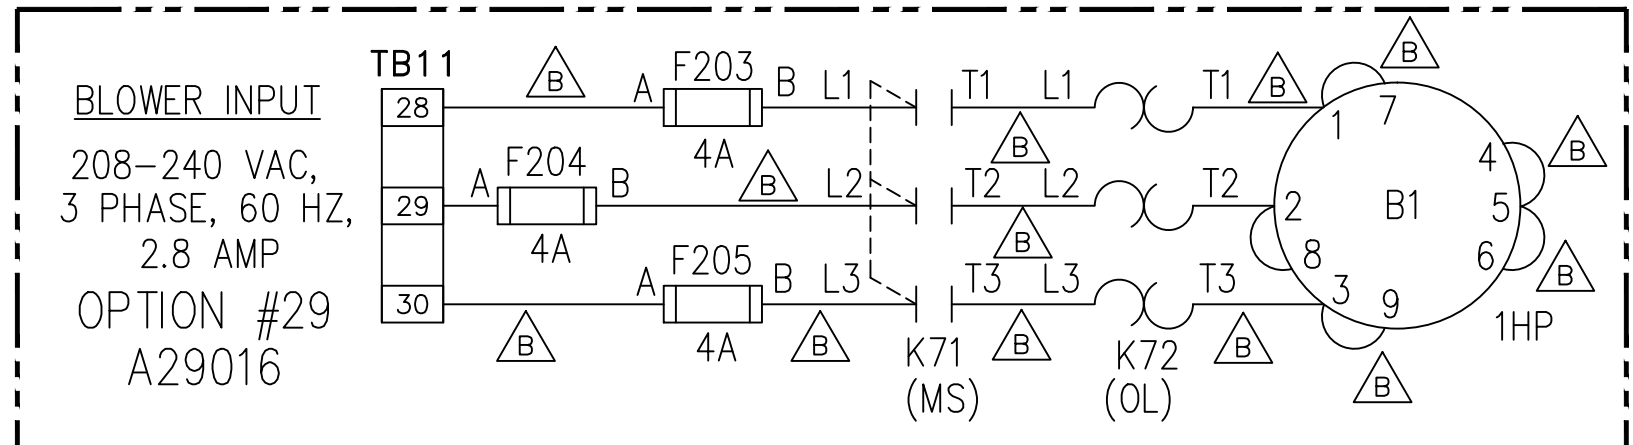 TB11
BLOWER INPUT
208-240 VAC,
3 PHASE, 60 HZ,
2.8 AMP
OPTION #29
A29016
28 B A F203 B L1 T1 B L1 T1 B
4A
29 A F204 B B L2 T2 B L2 T2
4A
30 B A F205 B L3 B T3 B L3 T3 B
4A
K71
(MS)
K72
(OL)
1 7 B
4 B
2 B1 5
8 6 B
3 9 B
1HP